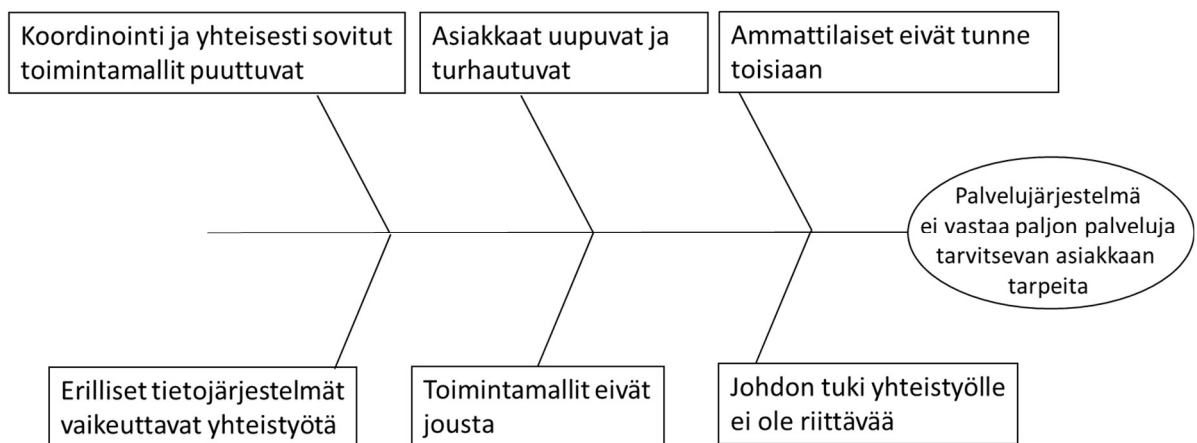 Koordinointi ja yhteisesti sovitut
toimintamallit puuttuvat
Asiakkaat uupuvat ja
turhautuvat
Ammattilaiset eivät tunne
toisiaan
Palvelujärjestelmä
ei vastaa paljon palveluja
tarvitsevan asiakkaan
tarpeita
Erilliset tietojärjestelmät
vaikeuttavat yhteistyötä
Toimintamallit eivät
jousta
Johdon tuki yhteistyölle
ei ole riittävää